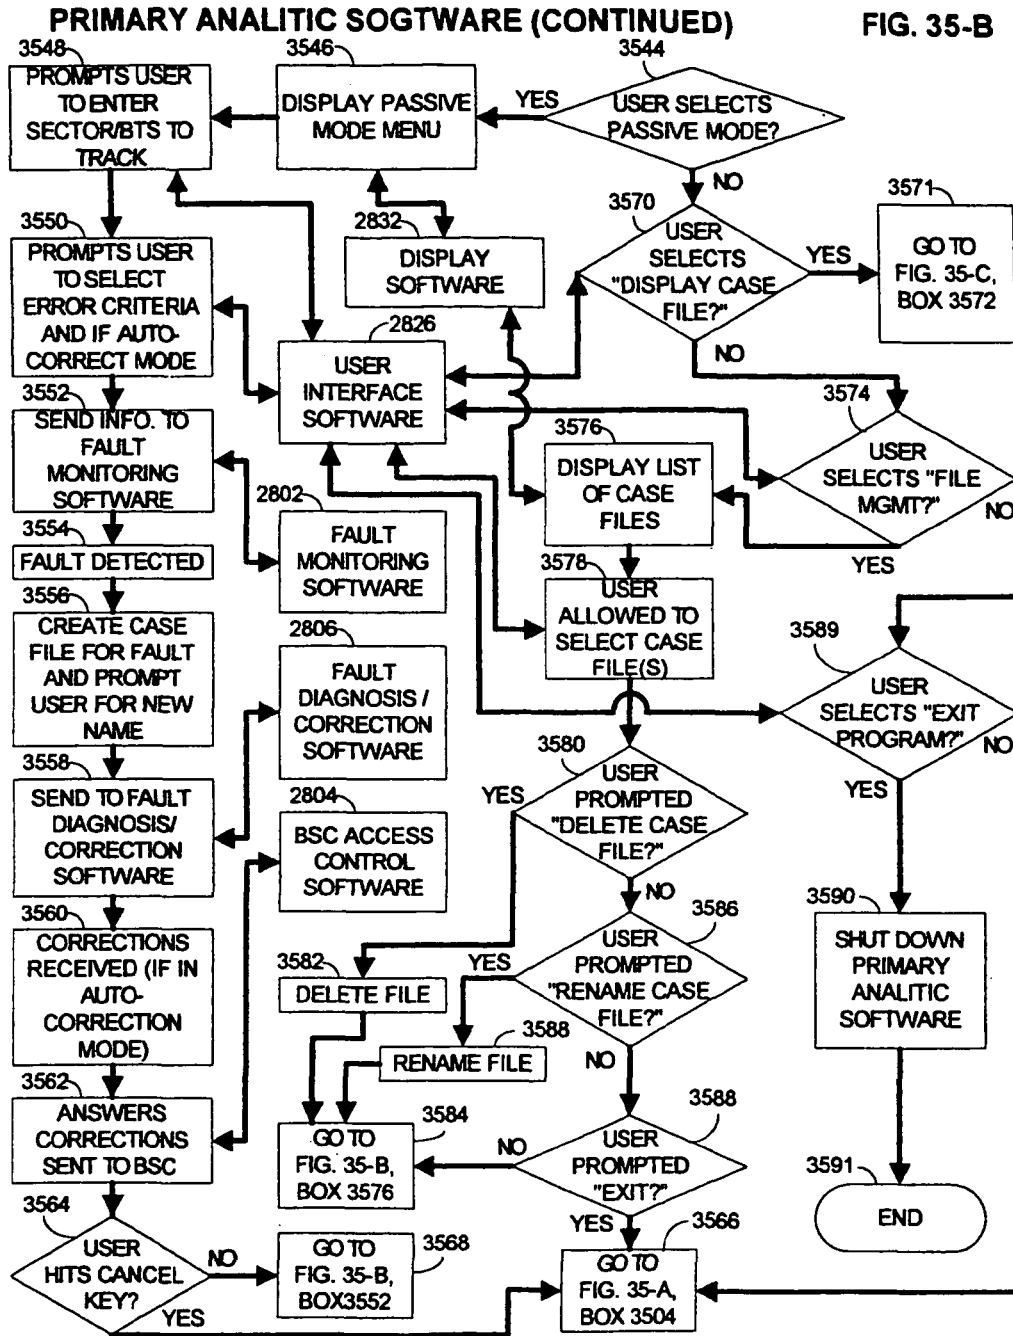 PRIMARY ANALITIC SOGTWARE (CONTINUED)
FIG. 35-B
3548
PROMPTS USER
TO ENTER
SECTOR/BTS TO
TRACK
3546
DISPLAY PASSIVE
MODE MENU
YES
3544
USER SELECTS
PASSIVE MODE?
NO
3550
PROMPTS USER
TO SELECT
ERROR CRITERIA
AND IF AUTO-
CORRECT MODE
2832
DISPLAY
SOFTWARE
3570
USER
SELECTS
"DISPLAY CASE
FILE?"
YES
NO
3571
GO TO
FIG. 35-C,
BOX 3572
2826
USER
INTERFACE
SOFTWARE
3552
SEND INFO. TO
FAULT
MONITORING
SOFTWARE
3576
DISPLAY LIST
OF CASE
FILES
3574
USER
SELECTS "FILE
MGMT?"
NO
YES
2802
FAULT
MONITORING
SOFTWARE
3554
FAULT DETECTED
3578
USER
ALLOWED TO
SELECT CASE
FILE(S)
3556
CREATE CASE
FILE FOR FAULT
AND PROMPT
USER FOR NEW
NAME
2806
FAULT
DIAGNOSIS /
CORRECTION
SOFTWARE
3589
USER
SELECTS "EXIT
PROGRAM?"
NO
YES
3558
SEND TO FAULT
DIAGNOSIS/
CORRECTION
SOFTWARE
2804
BSC ACCESS
CONTROL
SOFTWARE
3580
YES
USER
PROMPTED
"DELETE CASE
FILE?"
NO
3560
CORRECTIONS
RECEIVED (IF IN
AUTO-
CORRECTION
MODE)
3582
DELETE FILE
3586
YES
USER
PROMPTED
"RENAME CASE
FILE?"
NO
3590
SHUT DOWN
PRIMARY
ANALITIC
SOFTWARE
3588
RENAME FILE
3562
ANSWERS
CORRECTIONS
SENT TO BSC
3584
GO TO
FIG. 35-B,
BOX 3576
3588
NO
USER
PROMPTED
"EXIT?"
YES
3591
END
3564
USER
HITS CANCEL
KEY?
NO
YES
3568
GO TO
FIG. 35-B,
BOX3552
3566
GO TO
FIG. 35-A,
BOX 3504